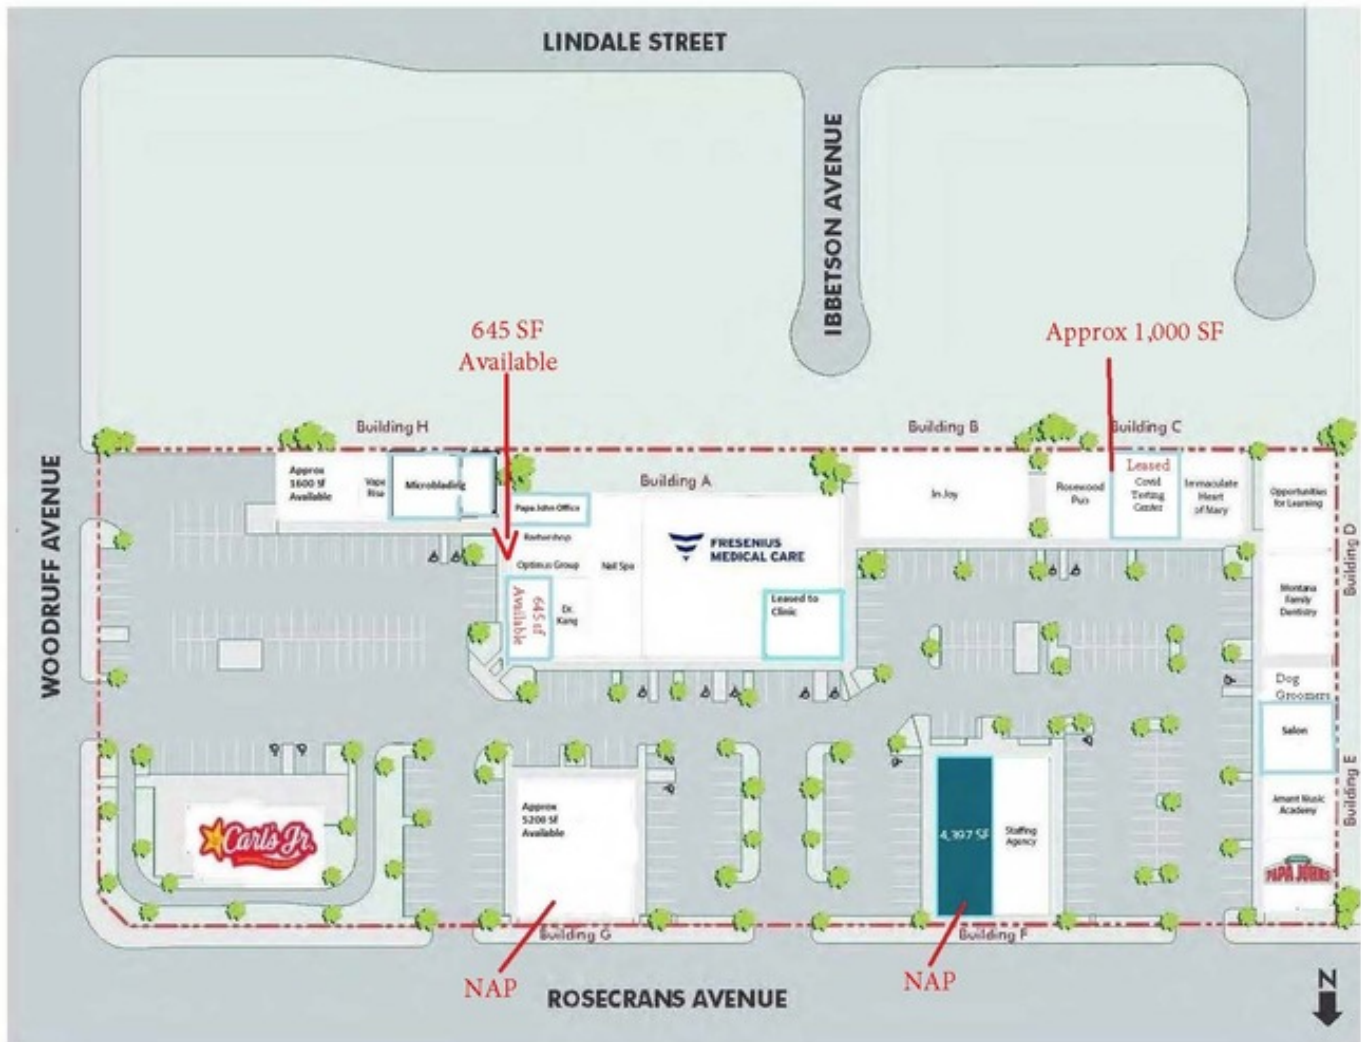 LINDALE STREET
IBBETSON AVENUE
645 SF
Available
Approx 1,000 SF
Building H
Building B
Building C
Building A
WOODRUFF AVENUE
Approx
1600 Sf
Available
Vape
Rise
Microblading
Papa John Office
Barbershop
Optimus Group
Nail Spa
645 sf
Available
Dr.
Kang
FRESENIUS
MEDICAL CARE
Leased to
Clinic
In Joy
Rosewood
Pub
Leased
Covid
Testing
Center
Immaculate
Heart
of Mary
Opportunities
for Learning
Building D
Montana
Family
Dentistry
Dog
Groomers
Salon
Building E
Amant Music
Academy
PAPA JOHNS
Carl's Jr.
Approx
5200 Sf
Available
4,397 SF
Staffing
Agency
Building G
Building F
NAP
NAP
ROSECRANS AVENUE
N